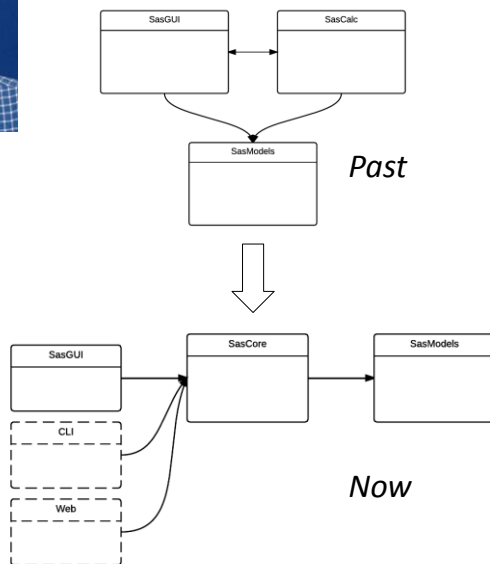 SasGUI
SasCalc
SasModels
Past
SasGUI
SasCore
SasModels
CLI
Web
Now